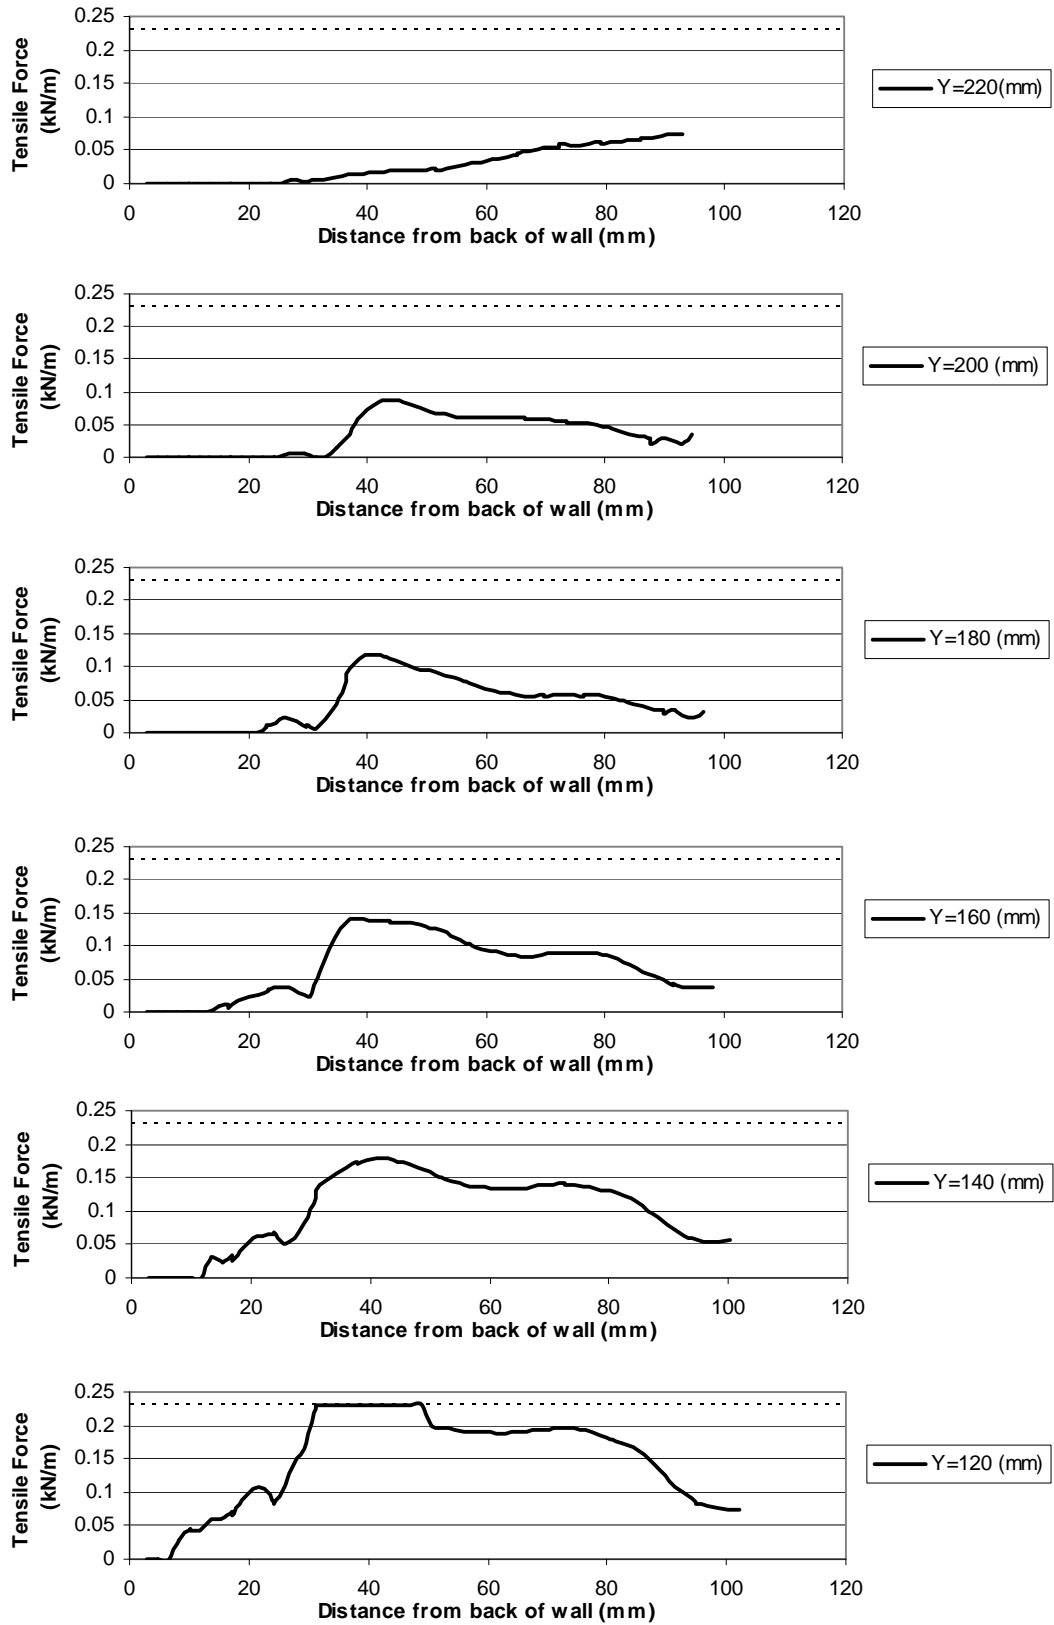 Tensile Force
(kN/m)
0.25
0.2
0.15
0.1
0.05
0
0 20 40 60 80 100 120
Distance from back of wall (mm)
Y=220(mm)
Tensile Force
(kN/m)
0.25
0.2
0.15
0.1
0.05
0
0 20 40 60 80 100 120
Distance from back of wall (mm)
Y=200 (mm)
Tensile Force
(kN/m)
0.25
0.2
0.15
0.1
0.05
0
0 20 40 60 80 100 120
Distance from back of wall (mm)
Y=180 (mm)
Tensile Force
(kN/m)
0.25
0.2
0.15
0.1
0.05
0
0 20 40 60 80 100 120
Distance from back of wall (mm)
Y=160 (mm)
Tensile Force
(kN/m)
0.25
0.2
0.15
0.1
0.05
0
0 20 40 60 80 100 120
Distance from back of wall (mm)
Y=140 (mm)
Tensile Force
(kN/m)
0.25
0.2
0.15
0.1
0.05
0
0 20 40 60 80 100 120
Distance from back of wall (mm)
Y=120 (mm)